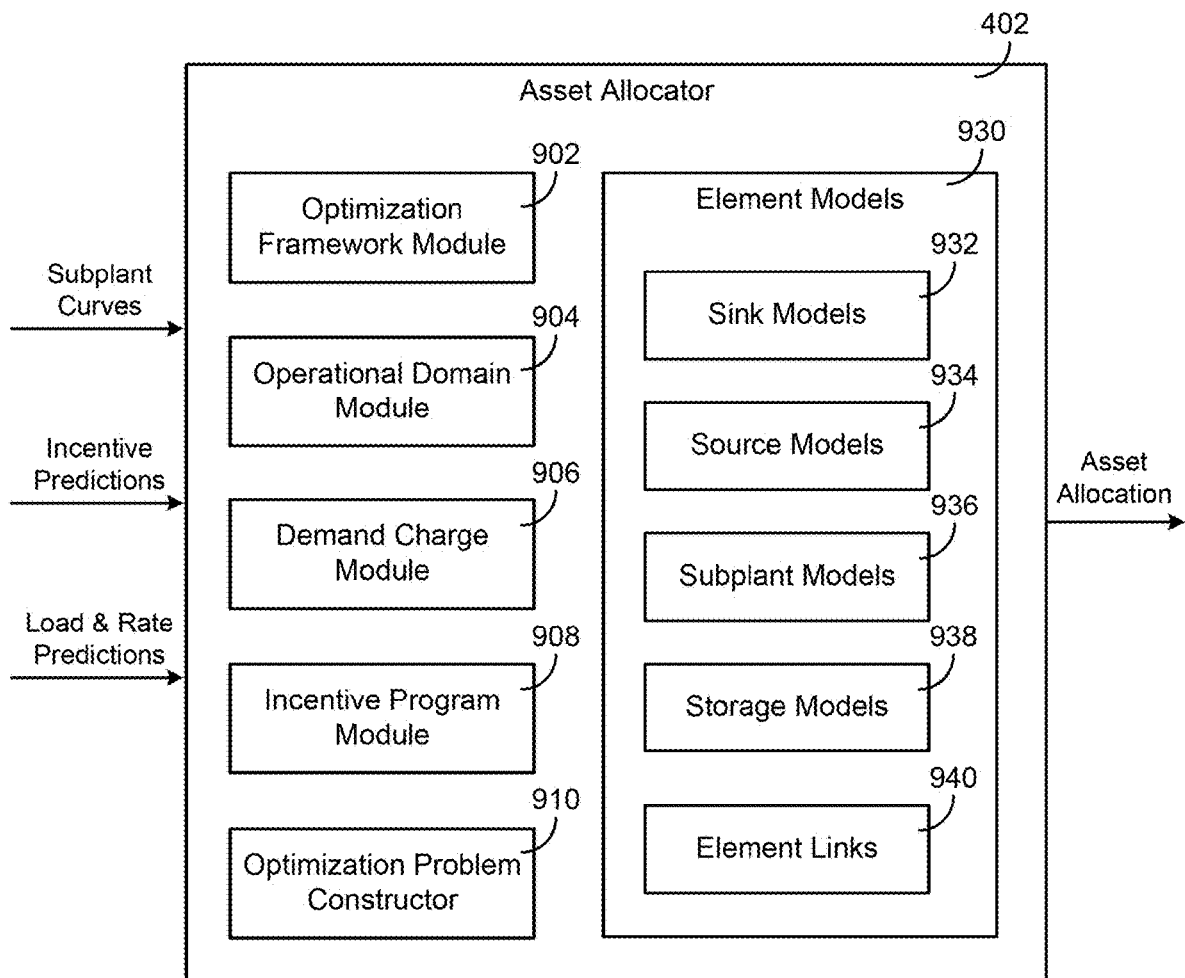 402
Asset Allocator
Subplant
Curves
Incentive
Predictions
Load & Rate
Predictions
902
Optimization
Framework Module
904
Operational Domain
Module
906
Demand Charge
Module
908
Incentive Program
Module
910
Optimization Problem
Constructor
930
Element Models
932
Sink Models
934
Source Models
936
Subplant Models
938
Storage Models
940
Element Links
Asset
Allocation